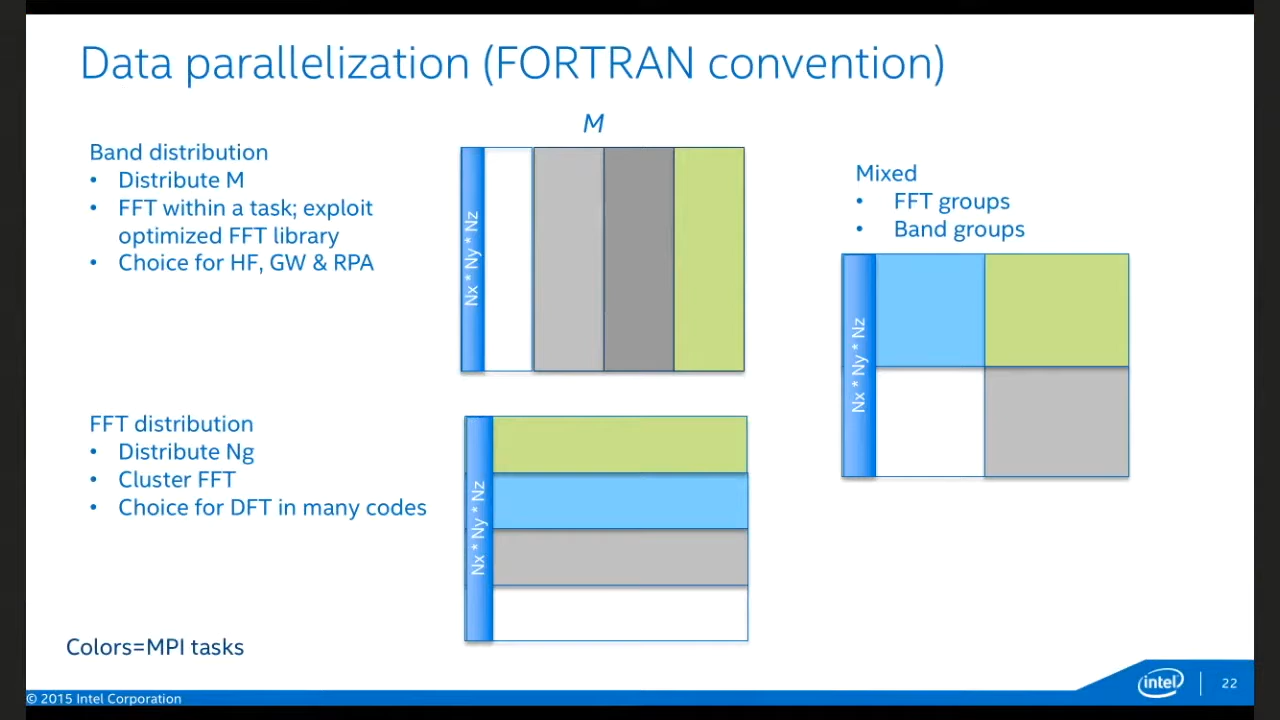 Data parallelization (FORTRAN convention)
M
Band distribution
• Distribute M
• FFT within a task; exploit
optimized FFT library
• Choice for HF, GW & RPA
Nx * Ny * Nz
Mixed
• FFT groups
• Band groups
Nx * Ny * Nz
FFT distribution
• Distribute Ng
• Cluster FFT
• Choice for DFT in many codes
Nx * Ny * Nz
Colors=MPI tasks
© 2015 Intel Corporation
intel
22